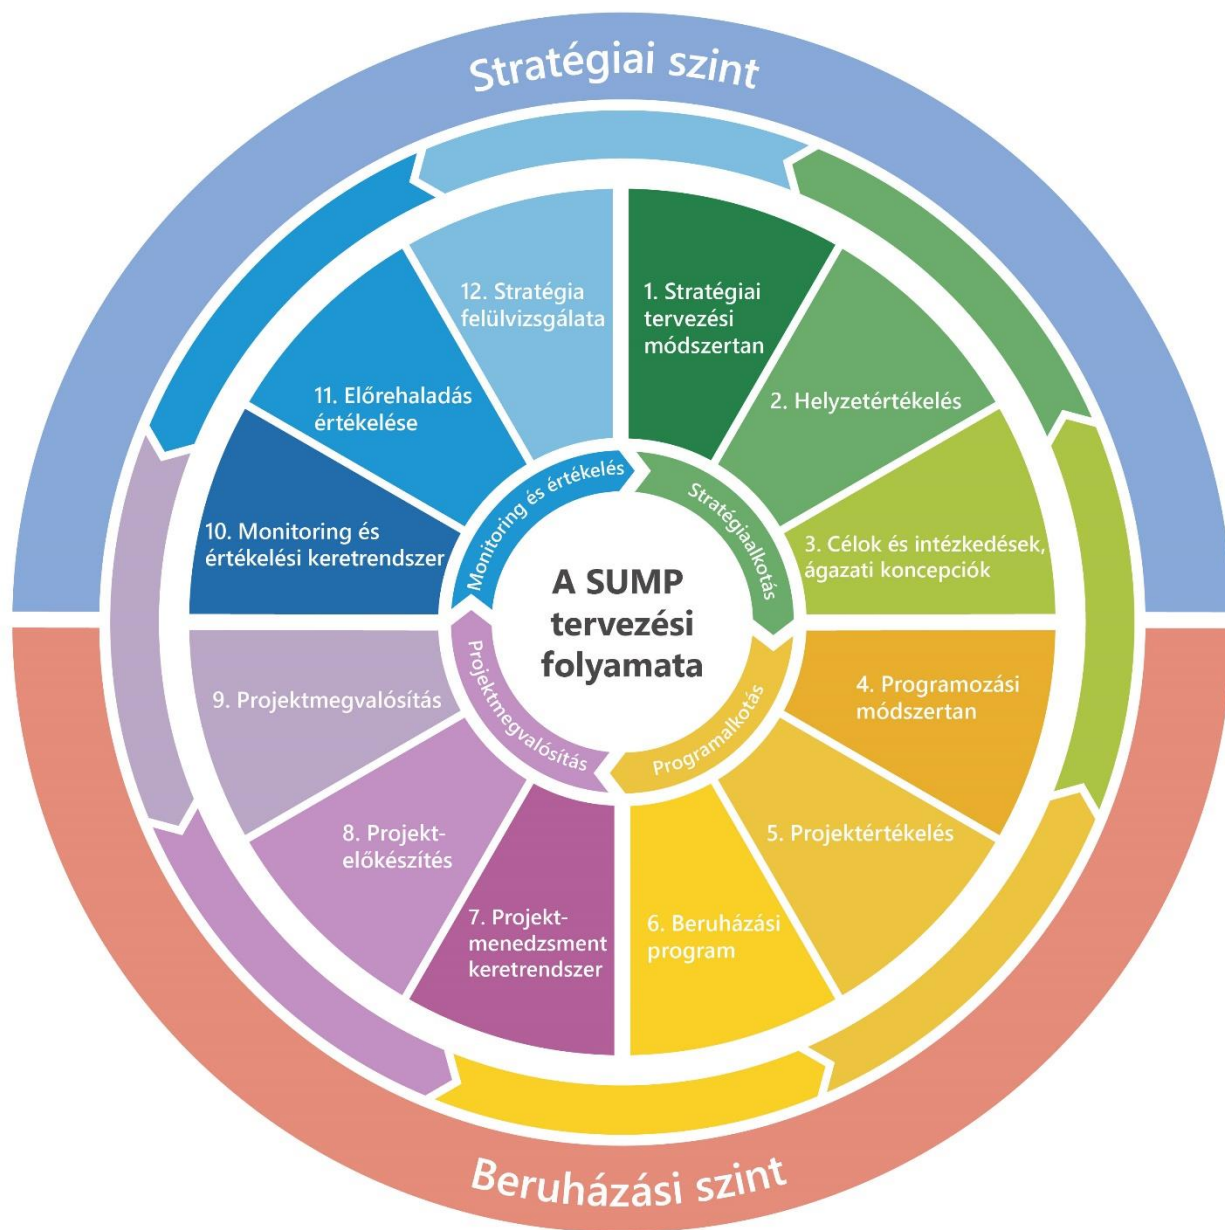 Stratégiai szint
12. Stratégia
felülvizsgálata
1. Stratégiai
tervezési
módszertan
2. Helyzetértékelés
3. Célok és intézkedések,
ágazati koncepciók
4. Programozási
módszertan
5. Projektértékelés
6. Beruházási
program
7. Projekt-
menedzsment
keretrendszer
8. Projekt-
előkészítés
9. Projektmegvalósítás
10. Monitoring és
értékelési keretrendszer
11. Előrehaladás
értékelése
Monitoring és értékelés
Stratégiaalkotás
Programalkotás
Projektmegvalósítás
A SUMP
tervezési
folyamata
Beruházási szint